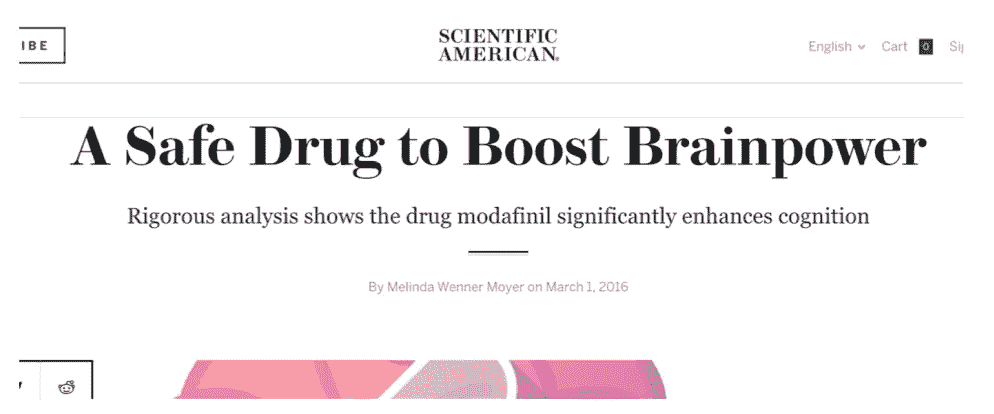 IBE
SCIENTIFIC
AMERICAN.
English
Cart 0
A Safe Drug to Boost Brainpower
Rigorous analysis shows the drug modafinil significantly enhances cognition
By Melinda Wenner Moyer on March 1, 2016